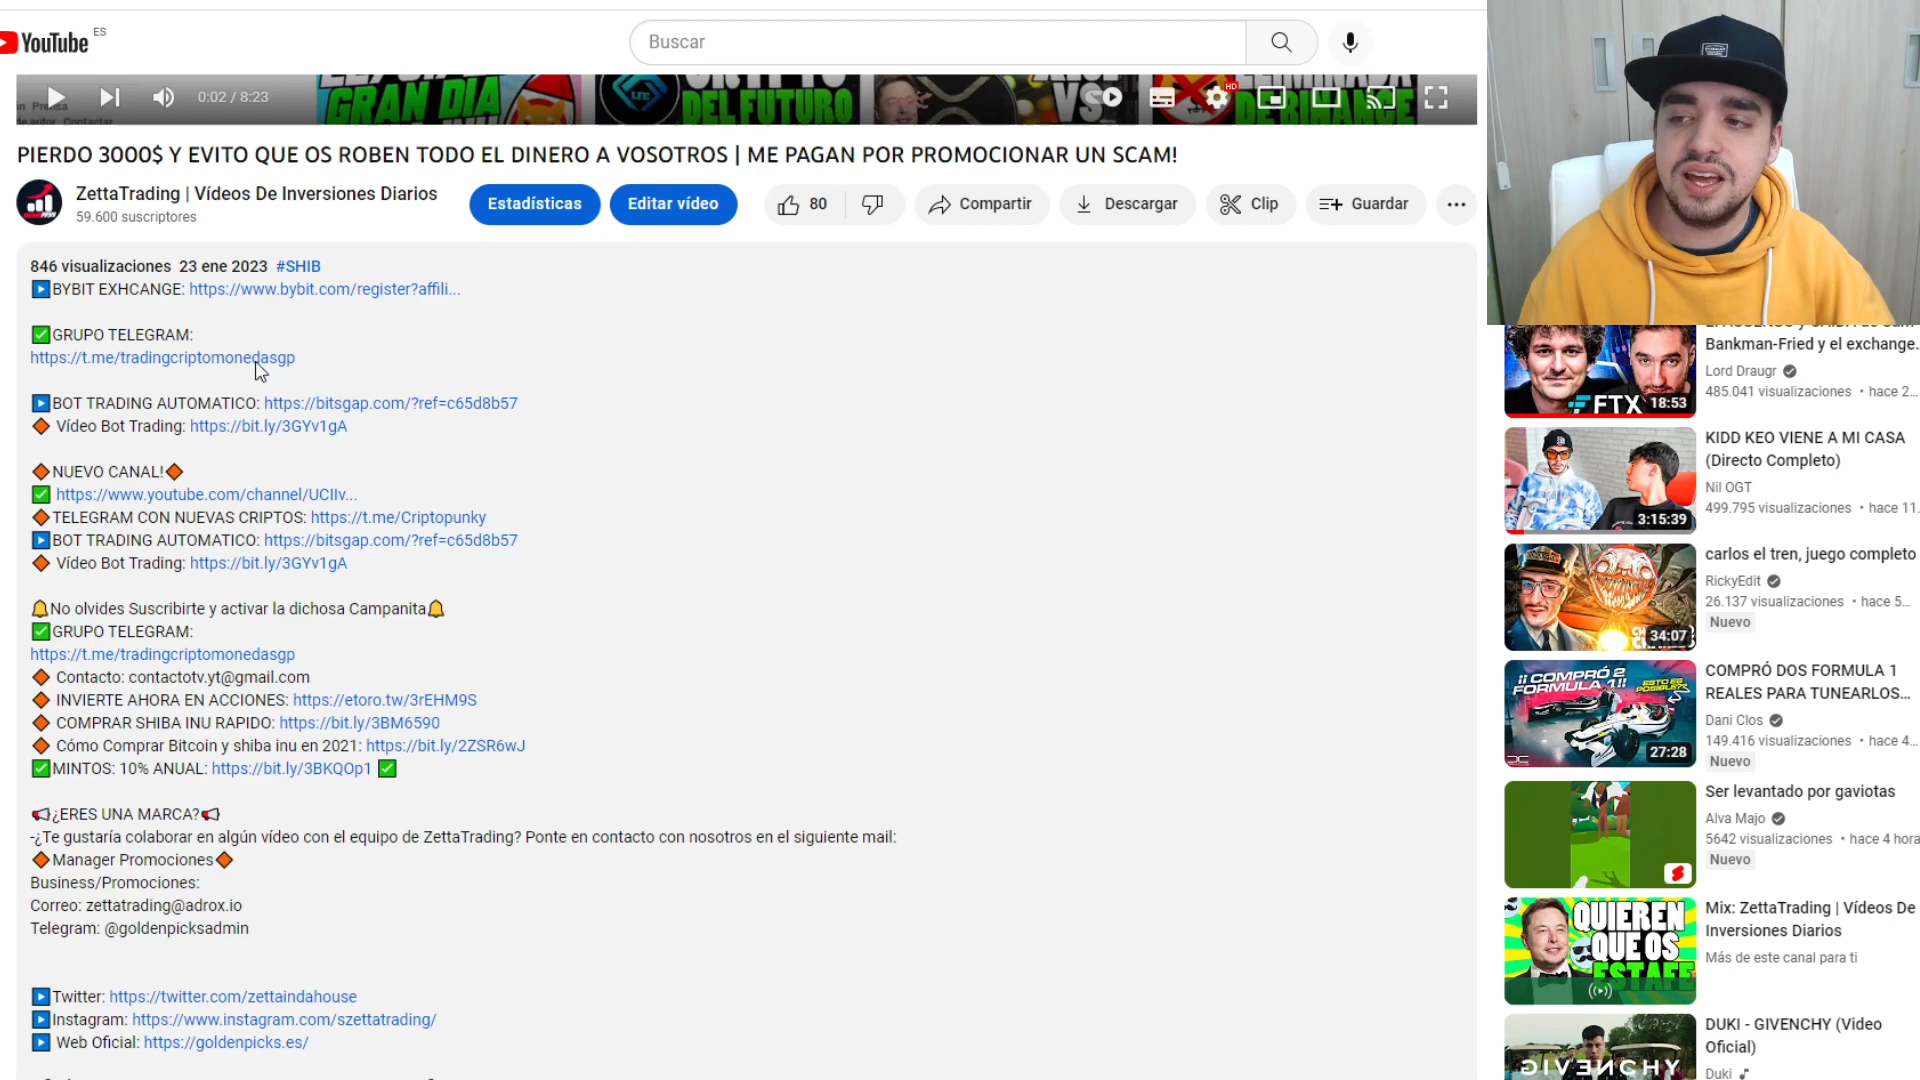 YouTube ES
Buscar
0:02 / 8:23
GRAN DIA
DEL FUTURO
VS
HD
DE BINANCE
PIERDO 3000$ Y EVITO QUE OS ROBEN TODO EL DINERO A VOSOTROS | ME PAGAN POR PROMOCIONAR UN SCAM!
ZettaTrading | Vídeos De Inversiones Diarios
59.600 suscriptores
Estadísticas
Editar vídeo
80
Compartir
Descargar
Clip
Guardar
846 visualizaciones 23 ene 2023 #SHIB
BYBIT EXHCANGE: https://www.bybit.com/register?affili...
GRUPO TELEGRAM:
https://t.me/tradingcriptomonedasgp
BOT TRADING AUTOMATICO: https://bitsgap.com/?ref=c65d8b57
Vídeo Bot Trading: https://bit.ly/3GYv1gA
NUEVO CANAL!
https://www.youtube.com/channel/UCIIv...
TELEGRAM CON NUEVAS CRIPTOS: https://t.me/Criptopunky
BOT TRADING AUTOMATICO: https://bitsgap.com/?ref=c65d8b57
Vídeo Bot Trading: https://bit.ly/3GYv1gA
No olvides Suscribirte y activar la dichosa Campanita
GRUPO TELEGRAM:
https://t.me/tradingcriptomonedasgp
Contacto: contactotv.yt@gmail.com
INVIERTE AHORA EN ACCIONES: https://etoro.tw/3rEHM9S
COMPRAR SHIBA INU RAPIDO: https://bit.ly/3BM6590
Cómo Comprar Bitcoin y shiba inu en 2021: https://bit.ly/2ZSR6wJ
MINTOS: 10% ANUAL: https://bit.ly/3BKQOp1
¿ERES UNA MARCA?
-¿Te gustaría colaborar en algún vídeo con el equipo de ZettaTrading? Ponte en contacto con nosotros en el siguiente mail:
Manager Promociones
Business/Promociones:
Correo: zettatrading@adrox.io
Telegram: @goldenpicksadmin
Twitter: https://twitter.com/zettaindahouse
Instagram: https://www.instagram.com/szettatrading/
Web Oficial: https://goldenpicks.es/
Bankman-Fried y el exchange...
Lord Draugr
485.041 visualizaciones • hace 2...
FTX 18:53
KIDD KEO VIENE A MI CASA
(Directo Completo)
Nil OGT
499.795 visualizaciones • hace 11...
3:15:39
carlos el tren, juego completo
RickyEdit
26.137 visualizaciones • hace 5...
Nuevo
34:07
¡¡COMPRÓ 2
FORMULA 1!!
ESTO ES
POSIBLE??
27:28
COMPRÓ DOS FORMULA 1
REALES PARA TUNEARLOS...
Dani Clos
149.416 visualizaciones • hace 4...
Nuevo
Ser levantado por gaviotas
Alva Majo
5642 visualizaciones • hace 4 hora
Nuevo
QUIEREN
QUE OS
ESTAFE
Mix: ZettaTrading | Vídeos De
Inversiones Diarios
Más de este canal para ti
GIVENCHY
DUKI - GIVENCHY (Video
Oficial)
Duki